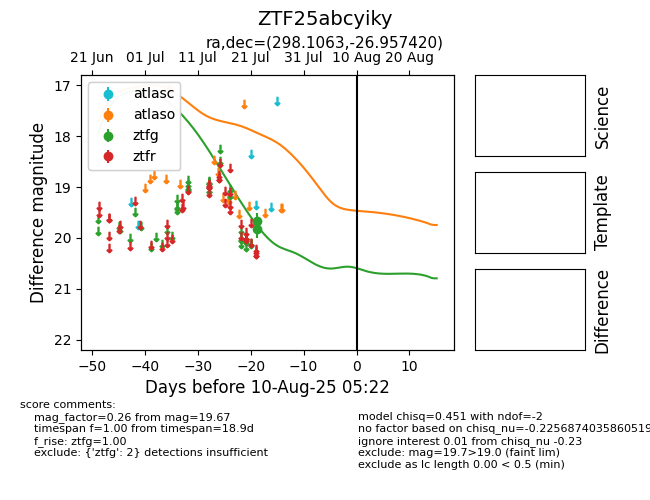 ZTF25abcyiky
ra,dec=(298.1063,-26.957420)
21 Jun 01 Jul 11 Jul 21 Jul 31 Jul 10 Aug 20 Aug
17
18
19
20
21
22
Difference magnitude
atlasc
atlaso
ztfg
ztfr
−50 −40 −30 −20 −10 0 10
Days before 10-Aug-25 05:22
Science
Template
Difference
score comments:
mag_factor=0.26 from mag=19.67
timespan f=1.00 from timespan=18.9d
f_rise: ztfg=1.00
exclude: {'ztfg': 2} detections insufficient
model chisq=0.451 with ndof=-2
no factor based on chisq_nu=-0.2256874035860519
ignore interest 0.01 from chisq_nu -0.23
exclude: mag=19.7>19.0 (faint lim)
exclude as lc length 0.00 < 0.5 (min)